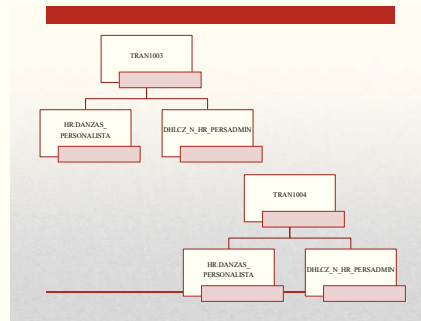 TRAN1003
HR:DANZAS_
PERSONALISTA
DHLCZ_N_HR_PERSADMIN
TRAN1004
HR:DANZAS_
PERSONALISTA
DHLCZ_N_HR_PERSADMIN